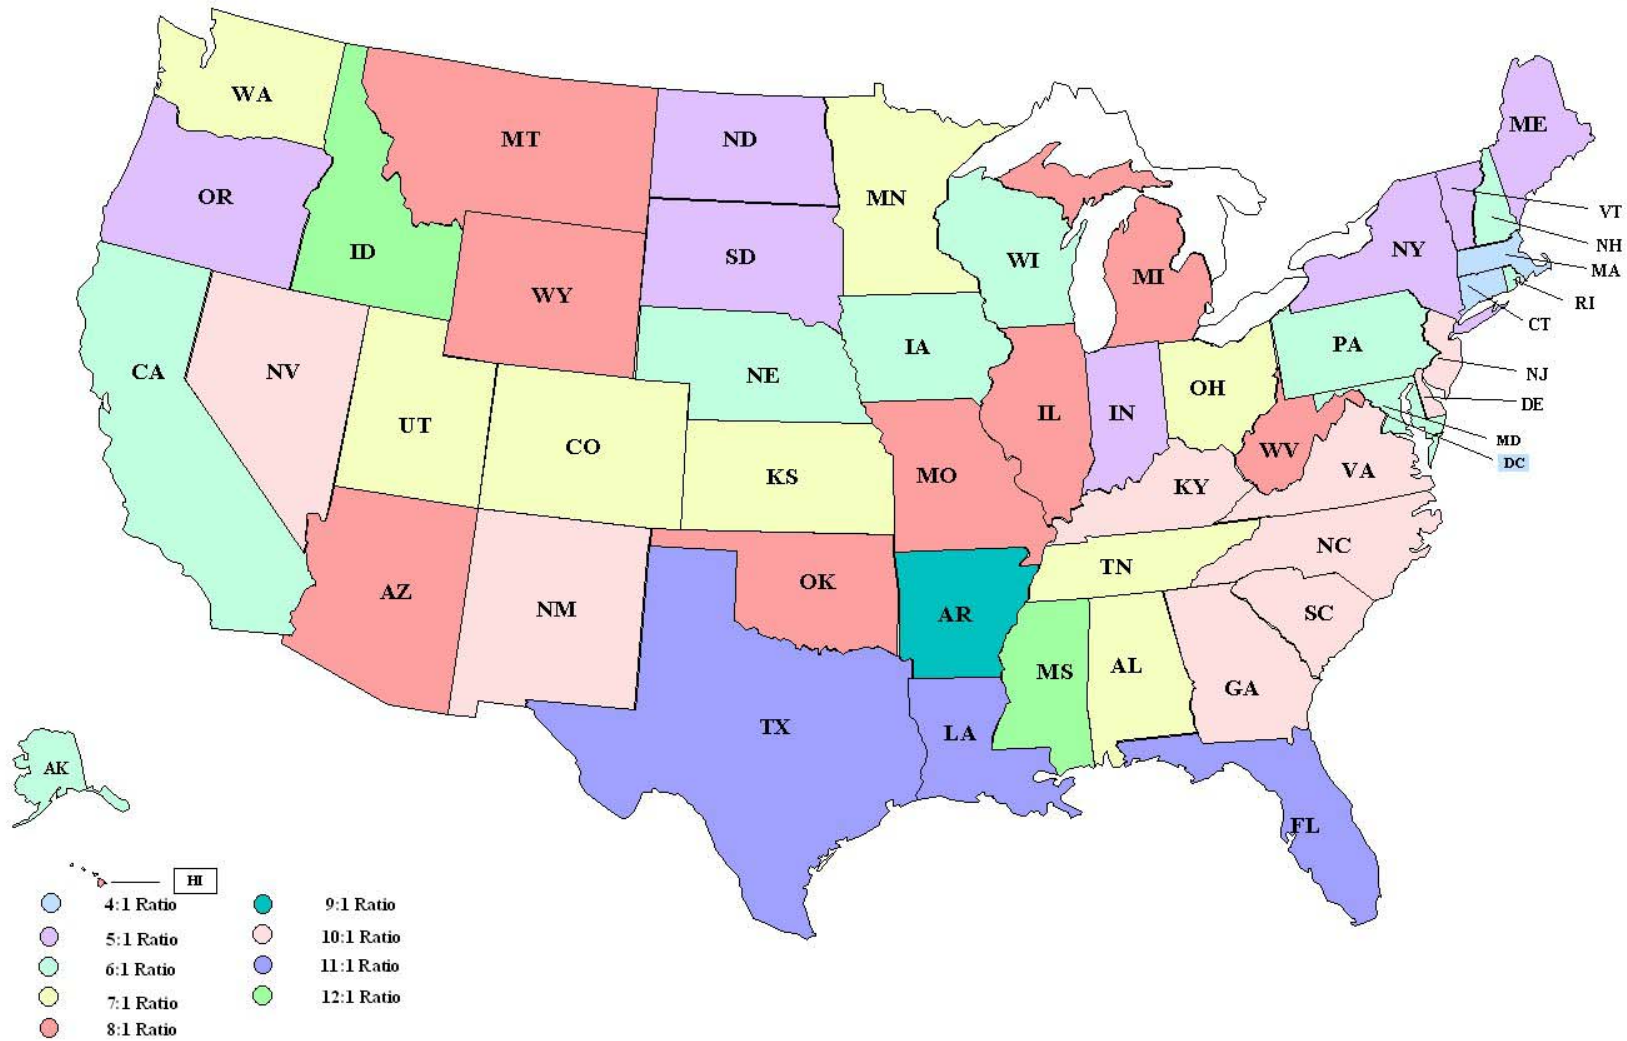 WA
MT
ND
ME
MN
OR
VT
NH
NY
ID
SD
WI
MA
MI
WY
RI
CT
PA
IA
CA
NV
NE
NJ
OH
DE
IL
IN
UT
CO
MD
WV
DC
VA
MO
KS
KY
NC
TN
OK
AZ
NM
AR
SC
MS
AL
GA
TX
LA
AK
FL
HI
4:1 Ratio
5:1 Ratio
6:1 Ratio
7:1 Ratio
8:1 Ratio
9:1 Ratio
10:1 Ratio
11:1 Ratio
12:1 Ratio